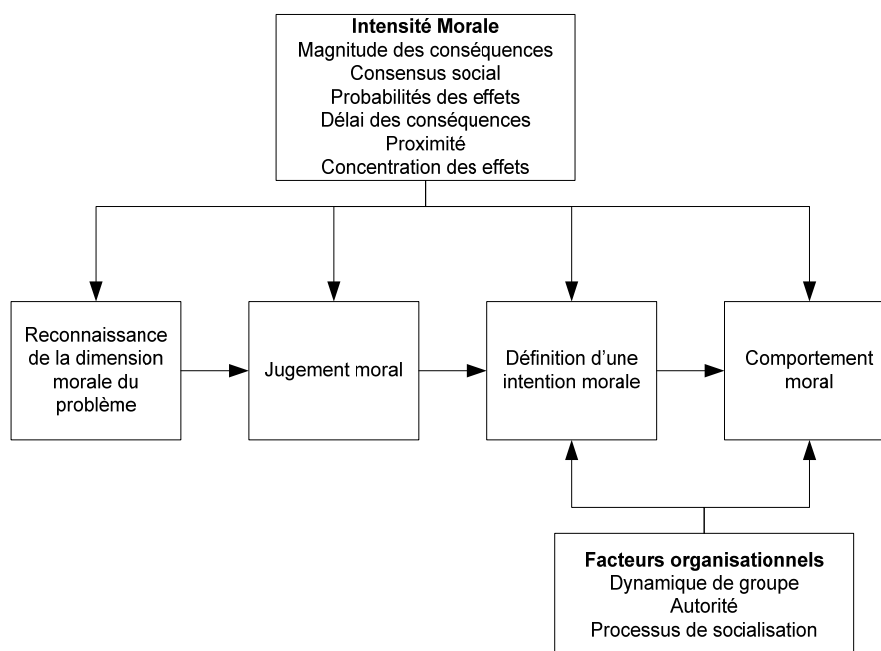 Intensité Morale
Magnitude des conséquences
Consensus social
Probabilités des effets
Délai des conséquences
Proximité
Concentration des effets
Reconnaissance
de la dimension
morale du
problème
Jugement moral
Définition d'une
intention morale
Comportement
moral
Facteurs organisationnels
Dynamique de groupe
Autorité
Processus de socialisation